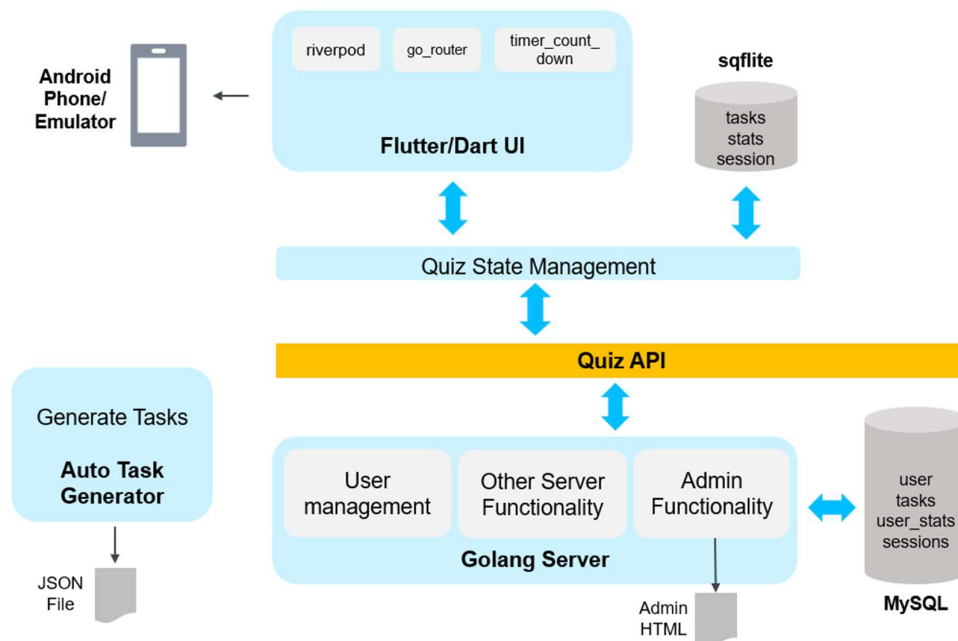 riverpod
go_router
timer_count_
down
Android
Phone/
Emulator
Flutter/Dart UI
sqflite
tasks
stats
session
Quiz State Management
Quiz API
Generate Tasks
Auto Task
Generator
JSON
File
User
management
Other Server
Functionality
Admin
Functionality
Golang Server
Admin
HTML
user
tasks
user_stats
sessions
MySQL